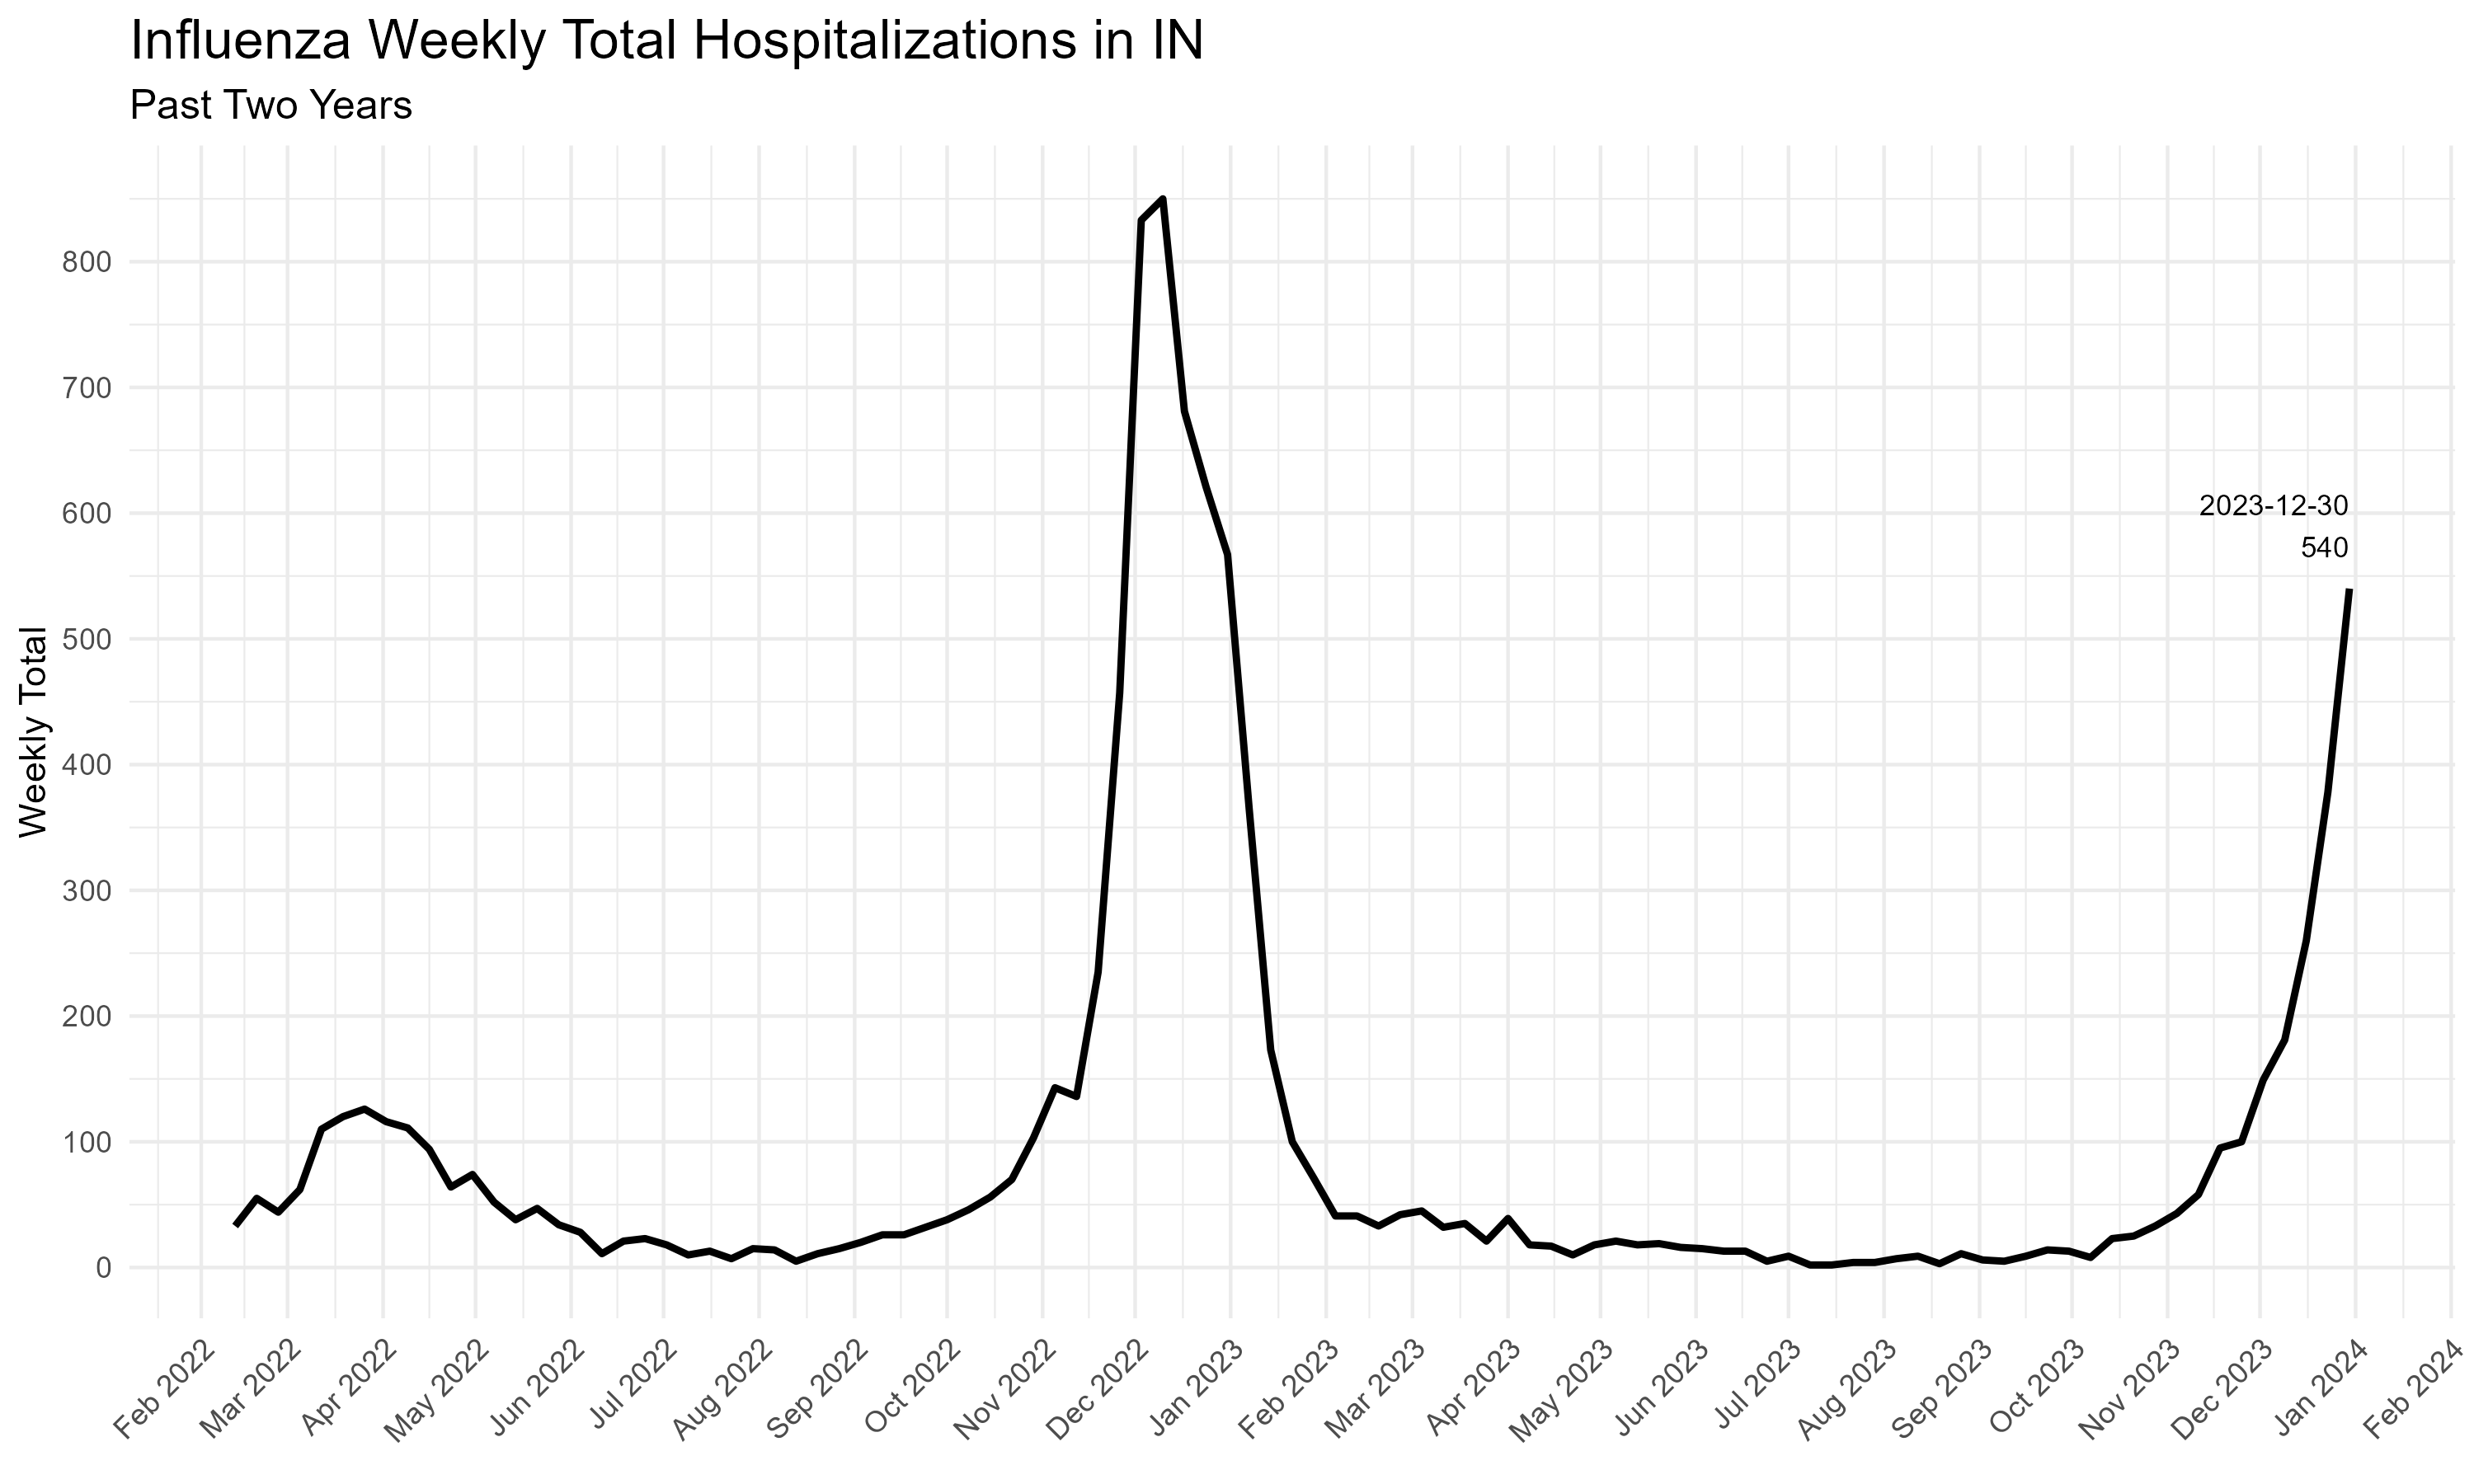 Influenza Weekly Total Hospitalizations in IN
Past Two Years
Weekly Total
800
700
600
500
400
300
200
100
0
2023-12-30
540
Feb 2022
Mar 2022
Apr 2022
May 2022
Jun 2022
Jul 2022
Aug 2022
Sep 2022
Oct 2022
Nov 2022
Dec 2022
Jan 2023
Feb 2023
Mar 2023
Apr 2023
May 2023
Jun 2023
Jul 2023
Aug 2023
Sep 2023
Oct 2023
Nov 2023
Dec 2023
Jan 2024
Feb 2024